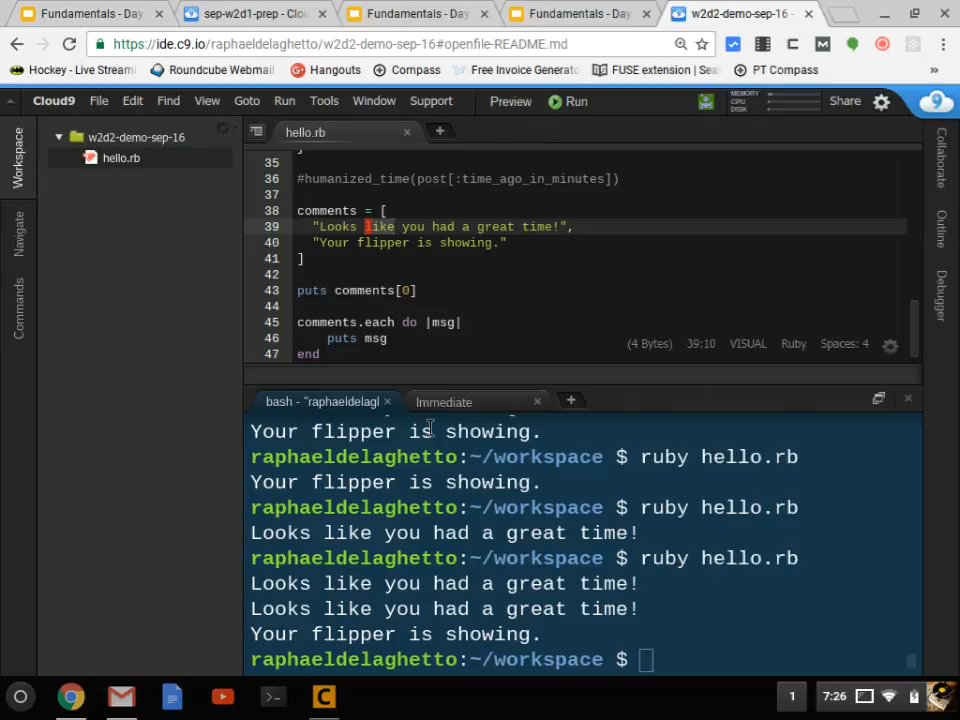 Fundamentals - Day
sep-w2d1-prep - Clou
Fundamentals - Day
Fundamentals - Day
w2d2-demo-sep-16 -
https://ide.c9.io/raphaeldelaghetto/w2d2-demo-sep-16#openfile-README.md
Hockey - Live Strea
Roundcube Webmail
Hangouts
Compass
Free Invoice Generato
FUSE extension | Sea
PT Compass
»
Cloud9 File Edit Find View Goto Run Tools Window Support Preview Run MEMORY CPU DISK Share
Workspace
Navigate
Commands
w2d2-demo-sep-16
hello.rb
hello.rb
35 }
36 #humanized_time(post[:time_ago_in_minutes])
37
38 comments = [
39 "Looks like you had a great time!",
40 "Your flipper is showing."
41 ]
42
43 puts comments[0]
44
45 comments.each do |msg|
46 puts msg
47 end
(4 Bytes) 39:10 VISUAL Ruby Spaces: 4
Collaborate
Outline
Debugger
bash - "raphaeldelagl
Immediate
Your flipper is showing.
raphaeldelaghetto:~/workspace $ ruby hello.rb
Your flipper is showing.
raphaeldelaghetto:~/workspace $ ruby hello.rb
Looks like you had a great time!
raphaeldelaghetto:~/workspace $ ruby hello.rb
Looks like you had a great time!
Looks like you had a great time!
Your flipper is showing.
raphaeldelaghetto:~/workspace $
1 7:26